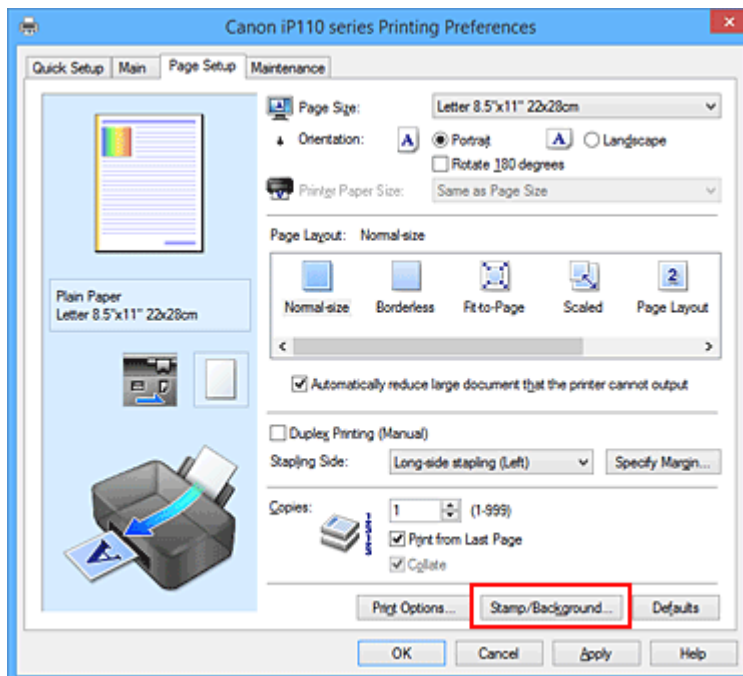 Canon iP110 series Printing Preferences
Quick Setup Main Page Setup Maintenance
Page Size: Letter 8.5"x11" 22x28cm
Orientation: A Portrait A Landscape
Rotate 180 degrees
Printer Paper Size: Same as Page Size
Page Layout: Normal-size
Normal-size Borderless Fit-to-Page Scaled 2 Page Layout
Plain Paper
Letter 8.5"x11" 22x28cm
Automatically reduce large document that the printer cannot output
Duplex Printing (Manual)
Stapling Side: Long-side stapling (Left) Specify Margin...
Copies: 1 (1-999)
Print from Last Page
Collate
A
Print Options... Stamp/Background... Defaults
OK Cancel Apply Help